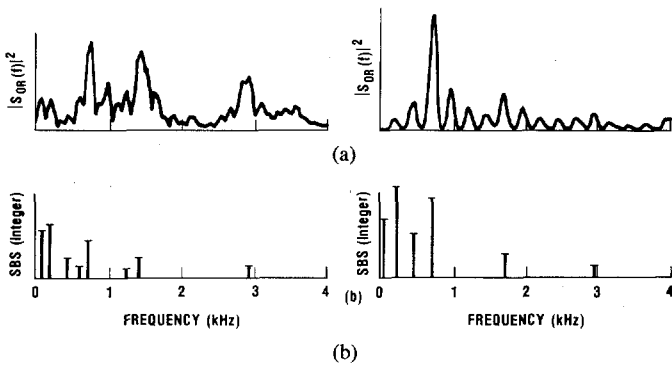 |S_OR(f)|²
|S_OR(f)|²
(a)
SBS (Integer)
SBS (Integer)
0 1 2 3 4
(b)
0 1 2 3 4
FREQUENCY (kHz)
FREQUENCY (kHz)
(b)